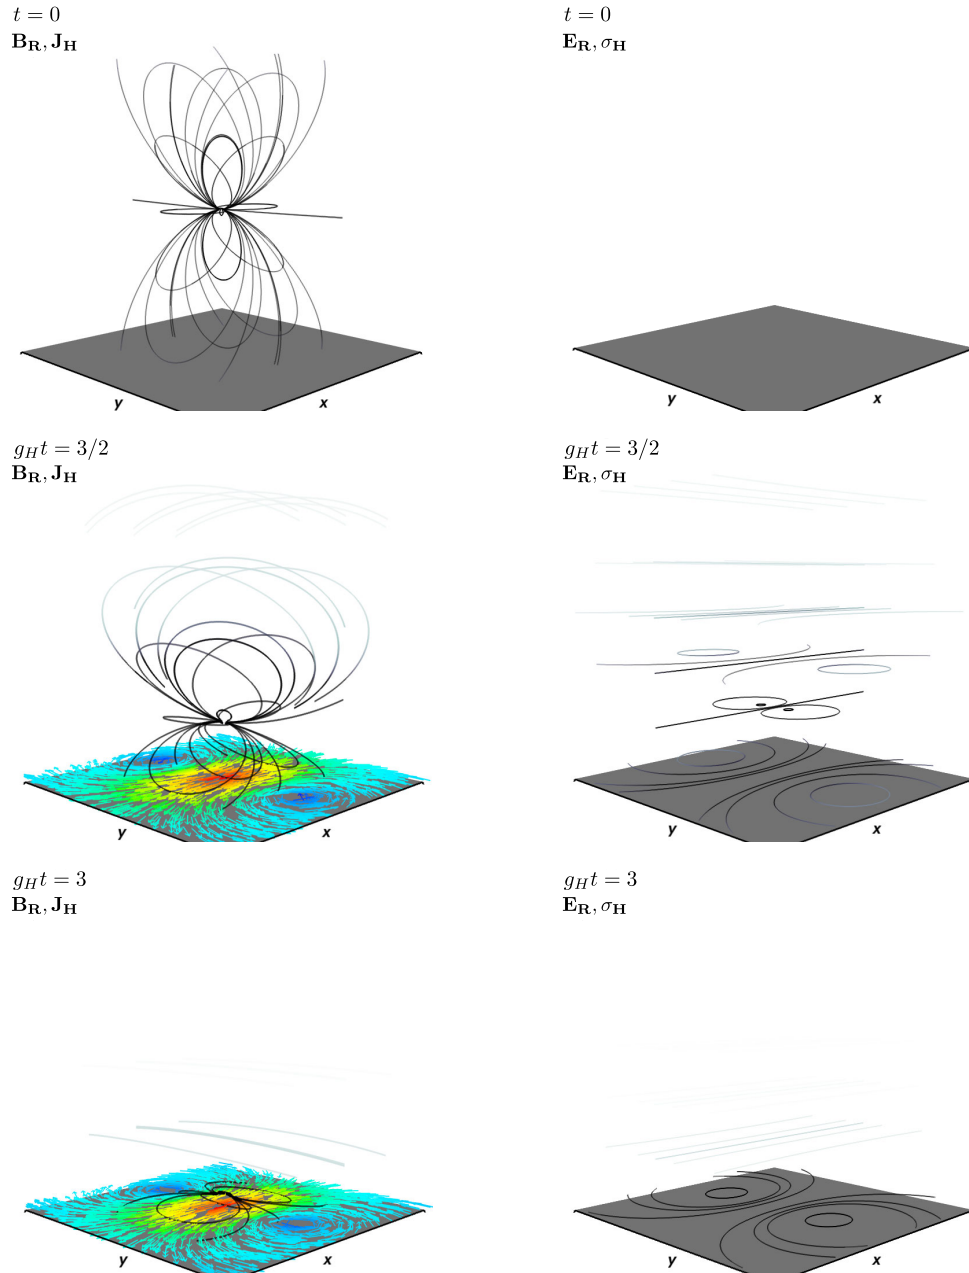 t = 0
B_R, J_H
y
x
t = 0
E_R, σ_H
y
x
g_H t = 3/2
B_R, J_H
y
x
g_H t = 3/2
E_R, σ_H
y
x
g_H t = 3
B_R, J_H
y
x
g_H t = 3
E_R, σ_H
y
x